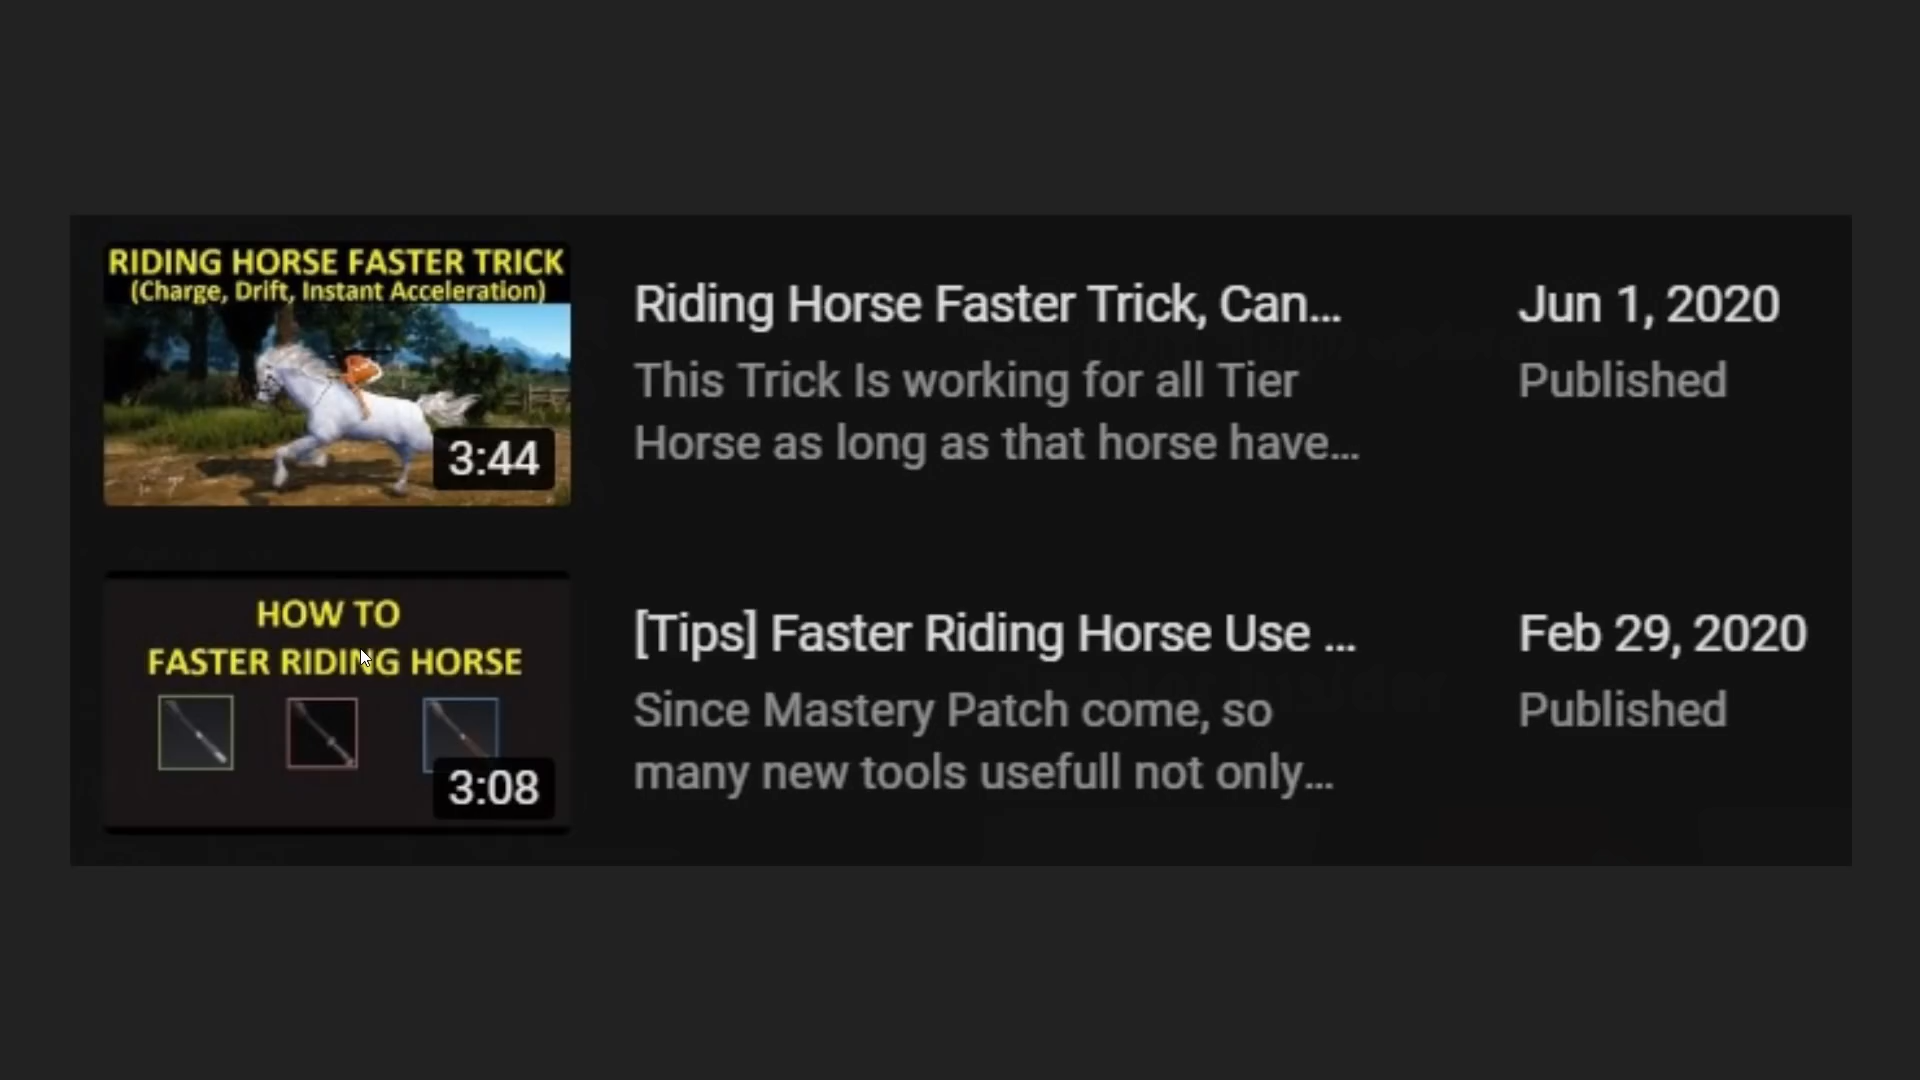 RIDING HORSE FASTER TRICK
(Charge, Drift, Instant Acceleration)
3:44
Riding Horse Faster Trick, Can...
This Trick Is working for all Tier
Horse as long as that horse have...
Jun 1, 2020
Published
HOW TO
FASTER RIDING HORSE
3:08
[Tips] Faster Riding Horse Use ...
Since Mastery Patch come, so
many new tools usefull not only...
Feb 29, 2020
Published